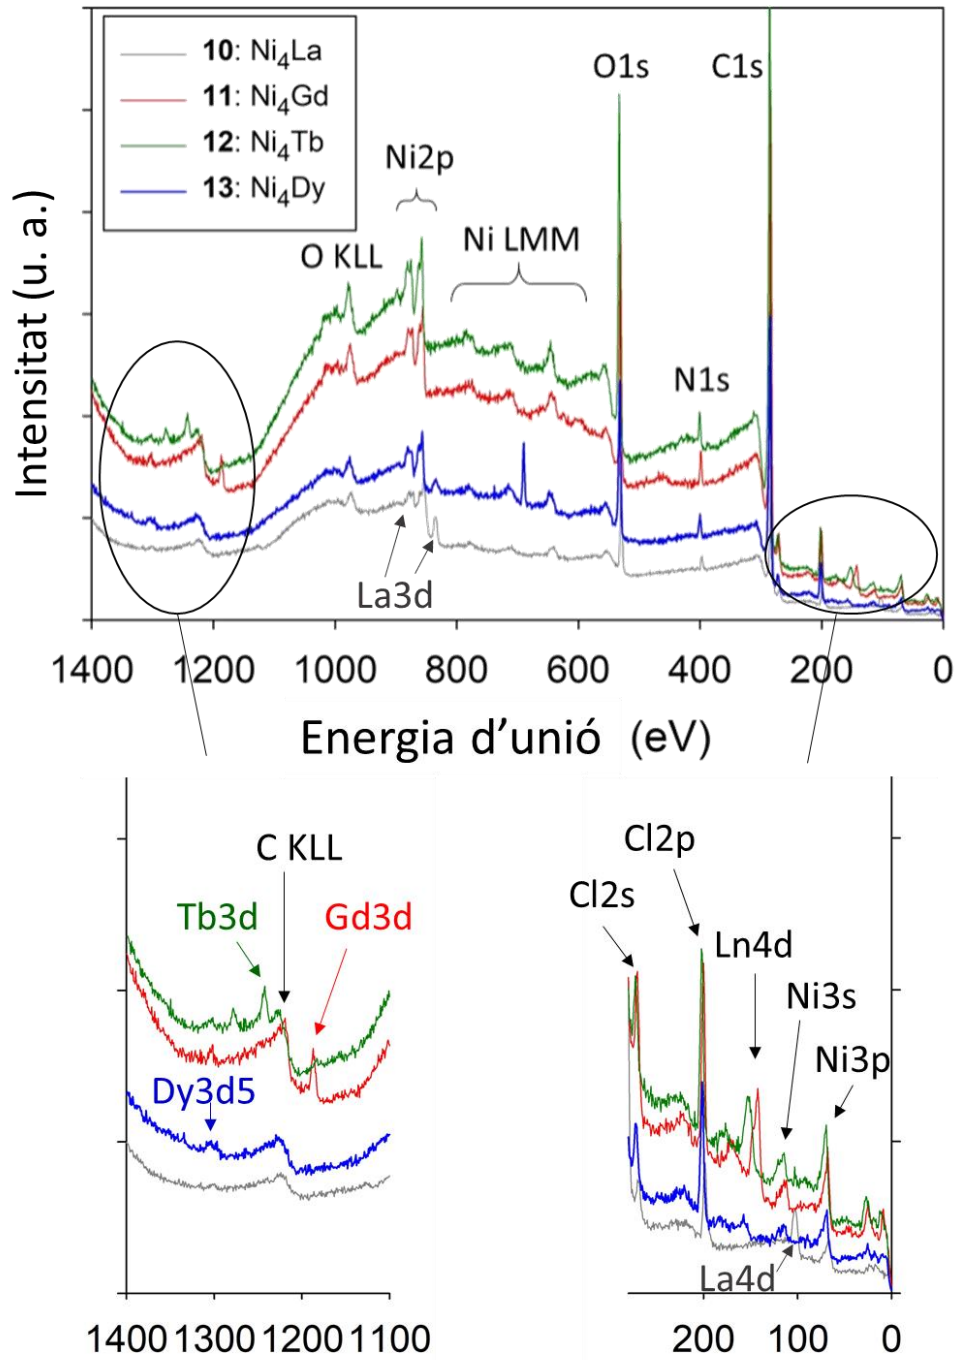 10: Ni4La
11: Ni4Gd
12: Ni4Tb
13: Ni4Dy
O1s
C1s
Ni2p
O KLL
Ni LMM
N1s
La3d
Intensitat (u. a.)
1400 1200 1000 800 600 400 200 0
Energia d’unió (eV)
C KLL
Tb3d
Gd3d
Dy3d5
1400 1300 1200 1100
Cl2p
Cl2s
Ln4d
Ni3s
Ni3p
La4d
200 100 0